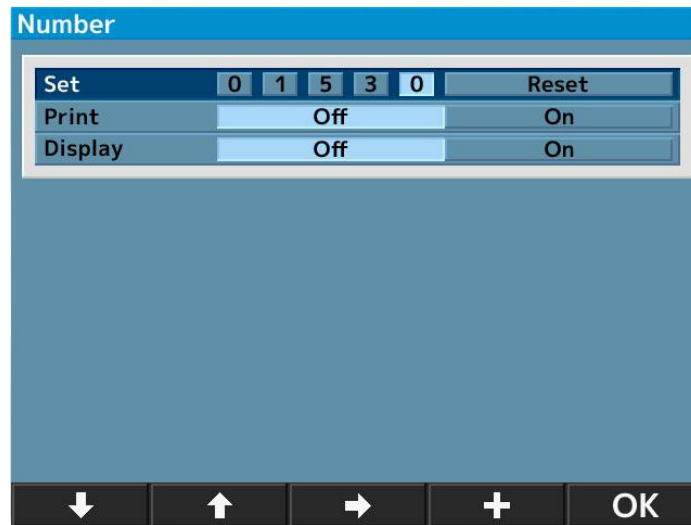 Number
Set 0 1 5 3 0 Reset
Print Off On
Display Off On
OK